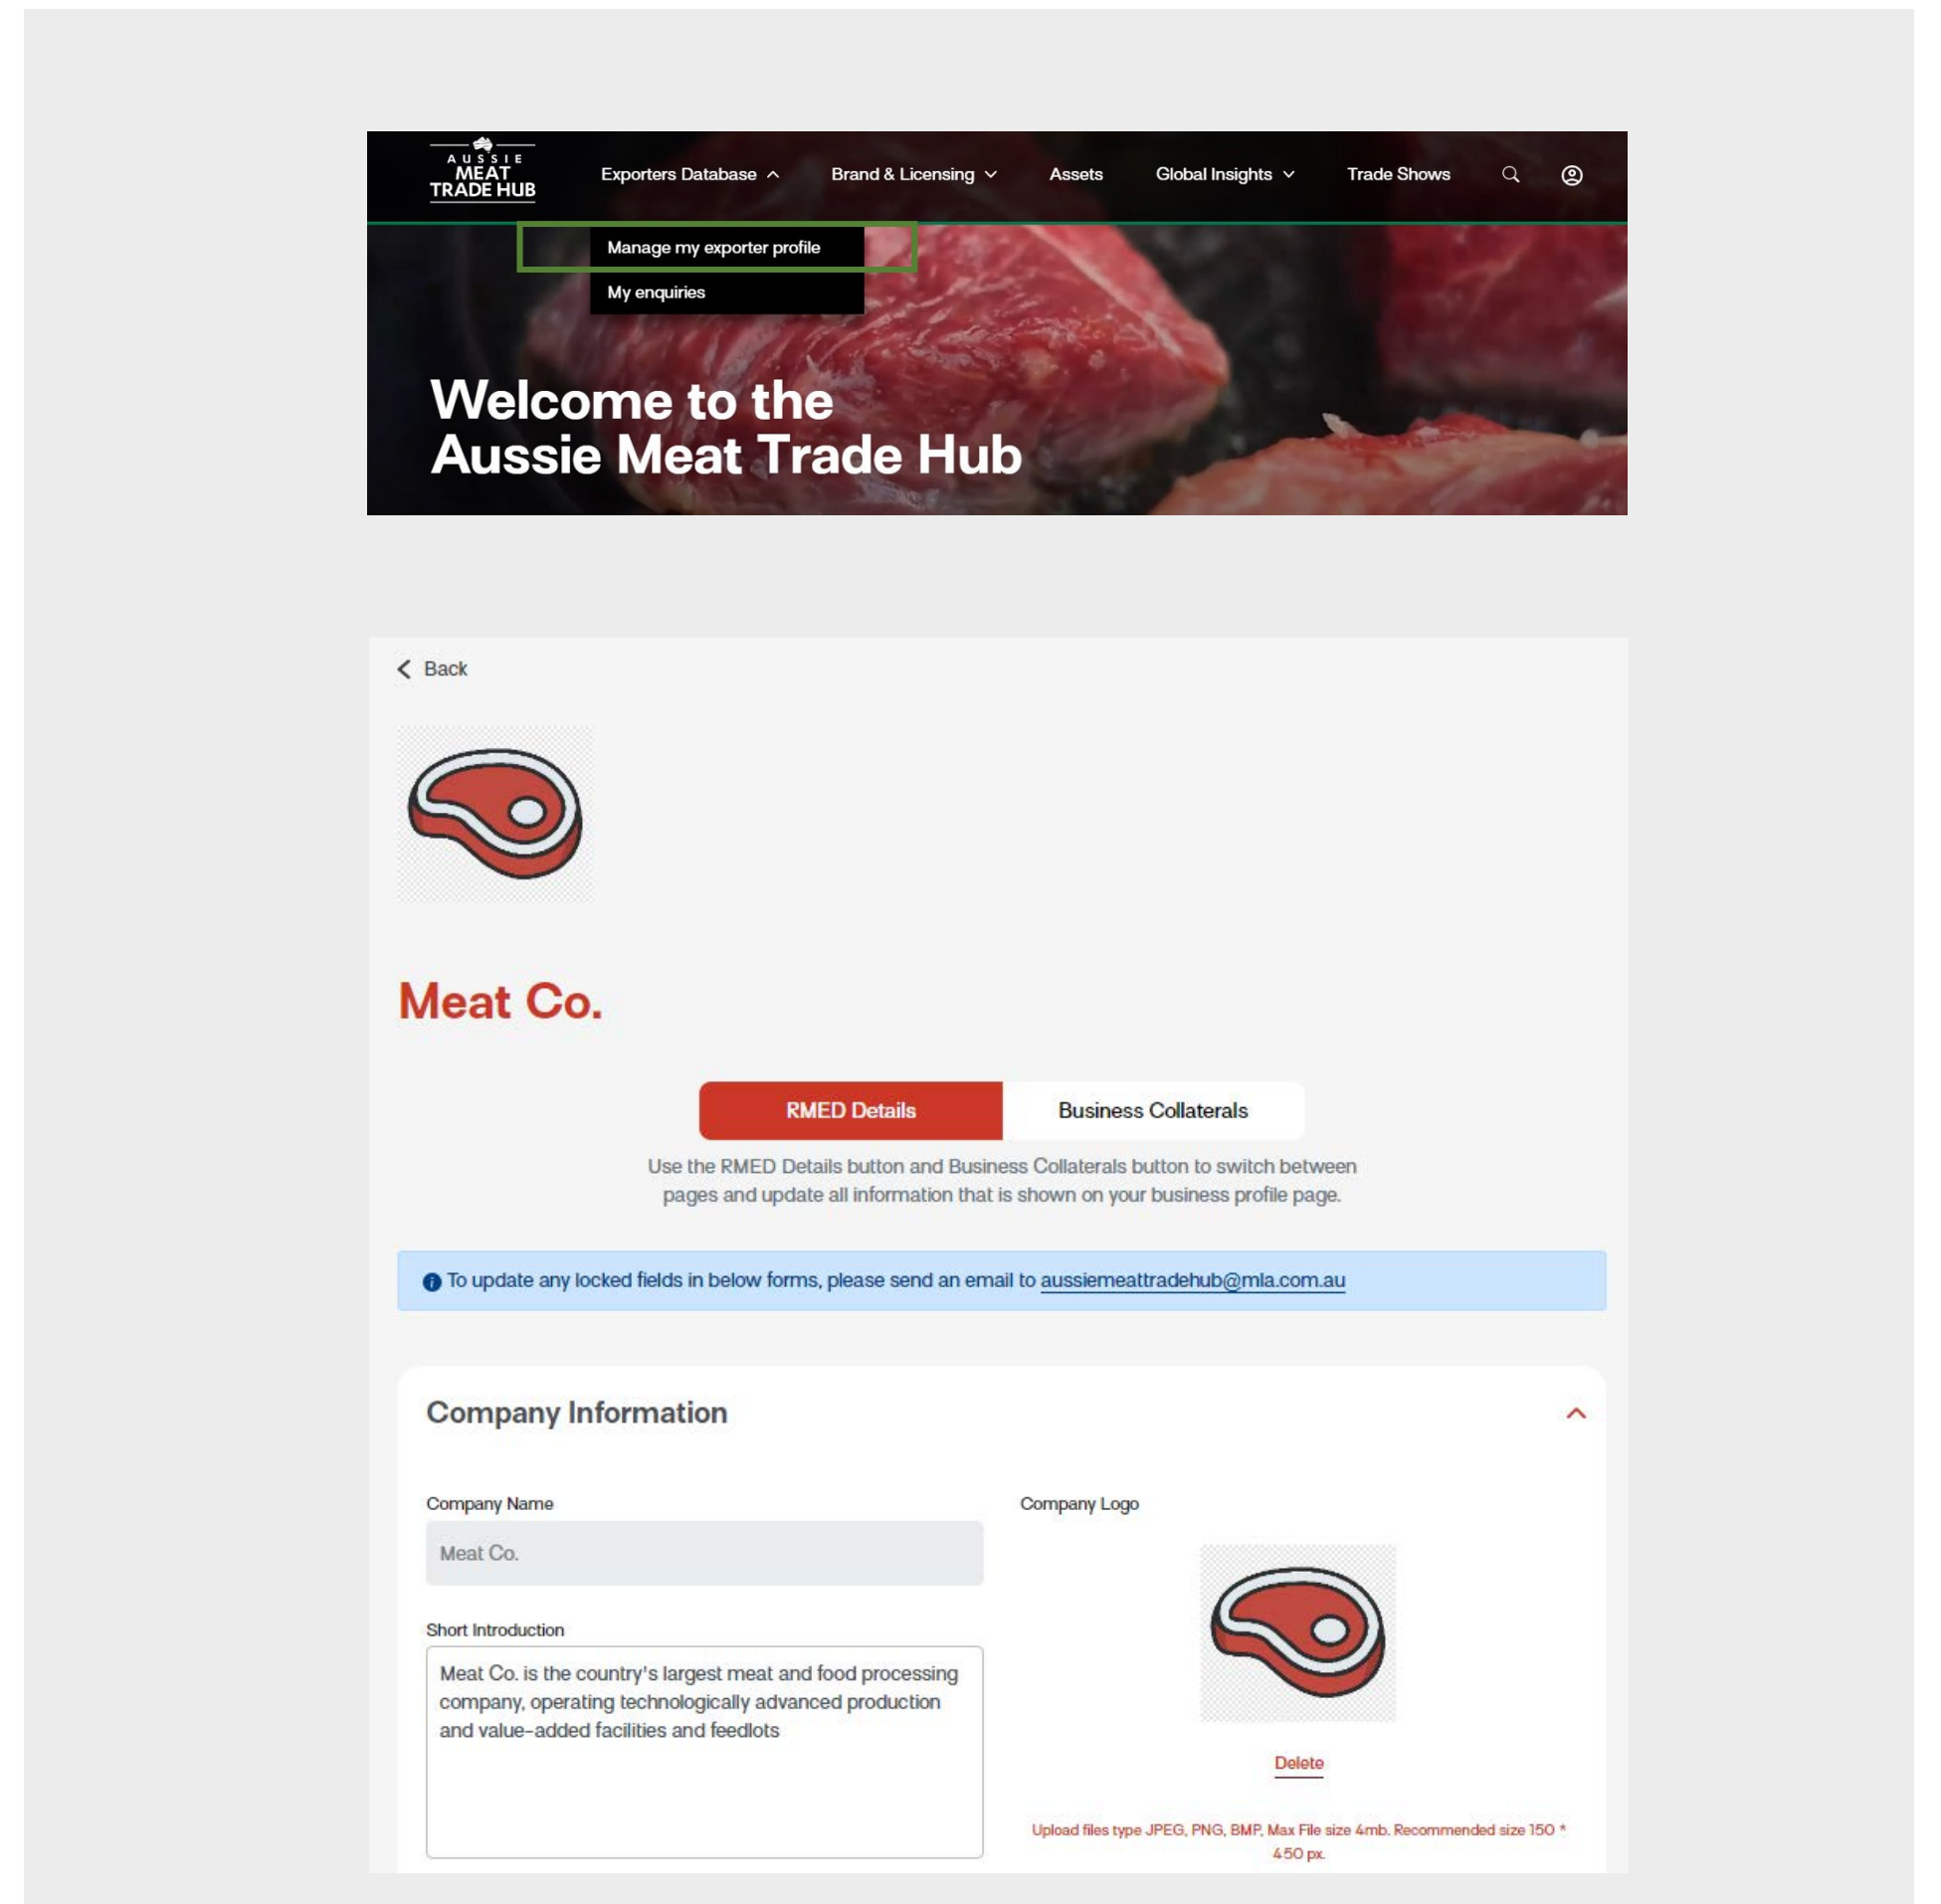 AUSSIE
MEAT
TRADE HUB
Exporters Database
Brand & Licensing
Assets
Global Insights
Trade Shows
Manage my exporter profile
My enquiries
Welcome to the
Aussie Meat Trade Hub
Back
Meat Co.
RMED Details
Business Collaterals
Use the RMED Details button and Business Collaterals button to switch between
pages and update all information that is shown on your business profile page.
To update any locked fields in below forms, please send an email to aussiemeattradehub@mla.com.au
Company Information
Company Name
Meat Co.
Short Introduction
Meat Co. is the country's largest meat and food processing
company, operating technologically advanced production
and value-added facilities and feedlots
Company Logo
Delete
Upload files type JPEG, PNG, BMP, Max File size 4mb. Recommended size 150 *
450 px.